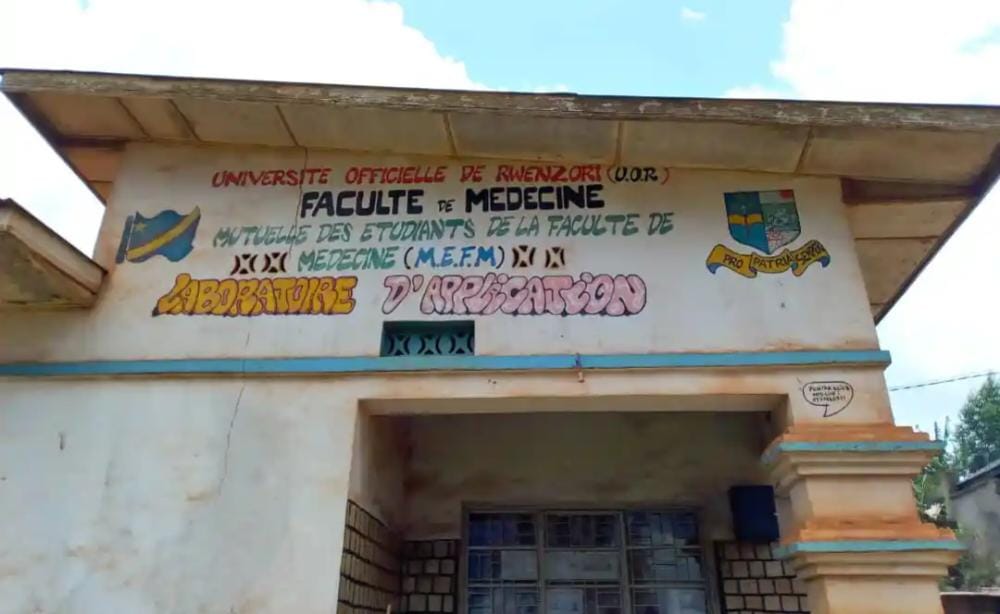 UNIVERSITE OFFICIELLE DE RWENZORI (U.O.R)
FACULTE DE MEDECINE
MUTUELLE DES ETUDIANTS DE LA FACULTE DE
MEDECINE (M.E.F.M)
LABORATOIRE D'APPLICATION
PRO PATRIA